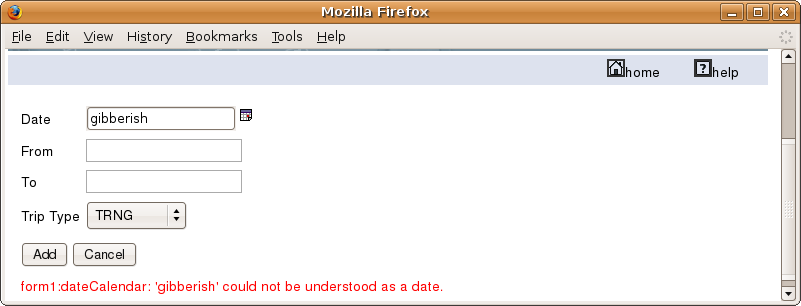 Mozilla Firefox
File Edit View History Bookmarks Tools Help
home ? help
Date gibberish
From
To
Trip Type TRNG
Add Cancel
form1:dateCalendar: 'gibberish' could not be understood as a date.